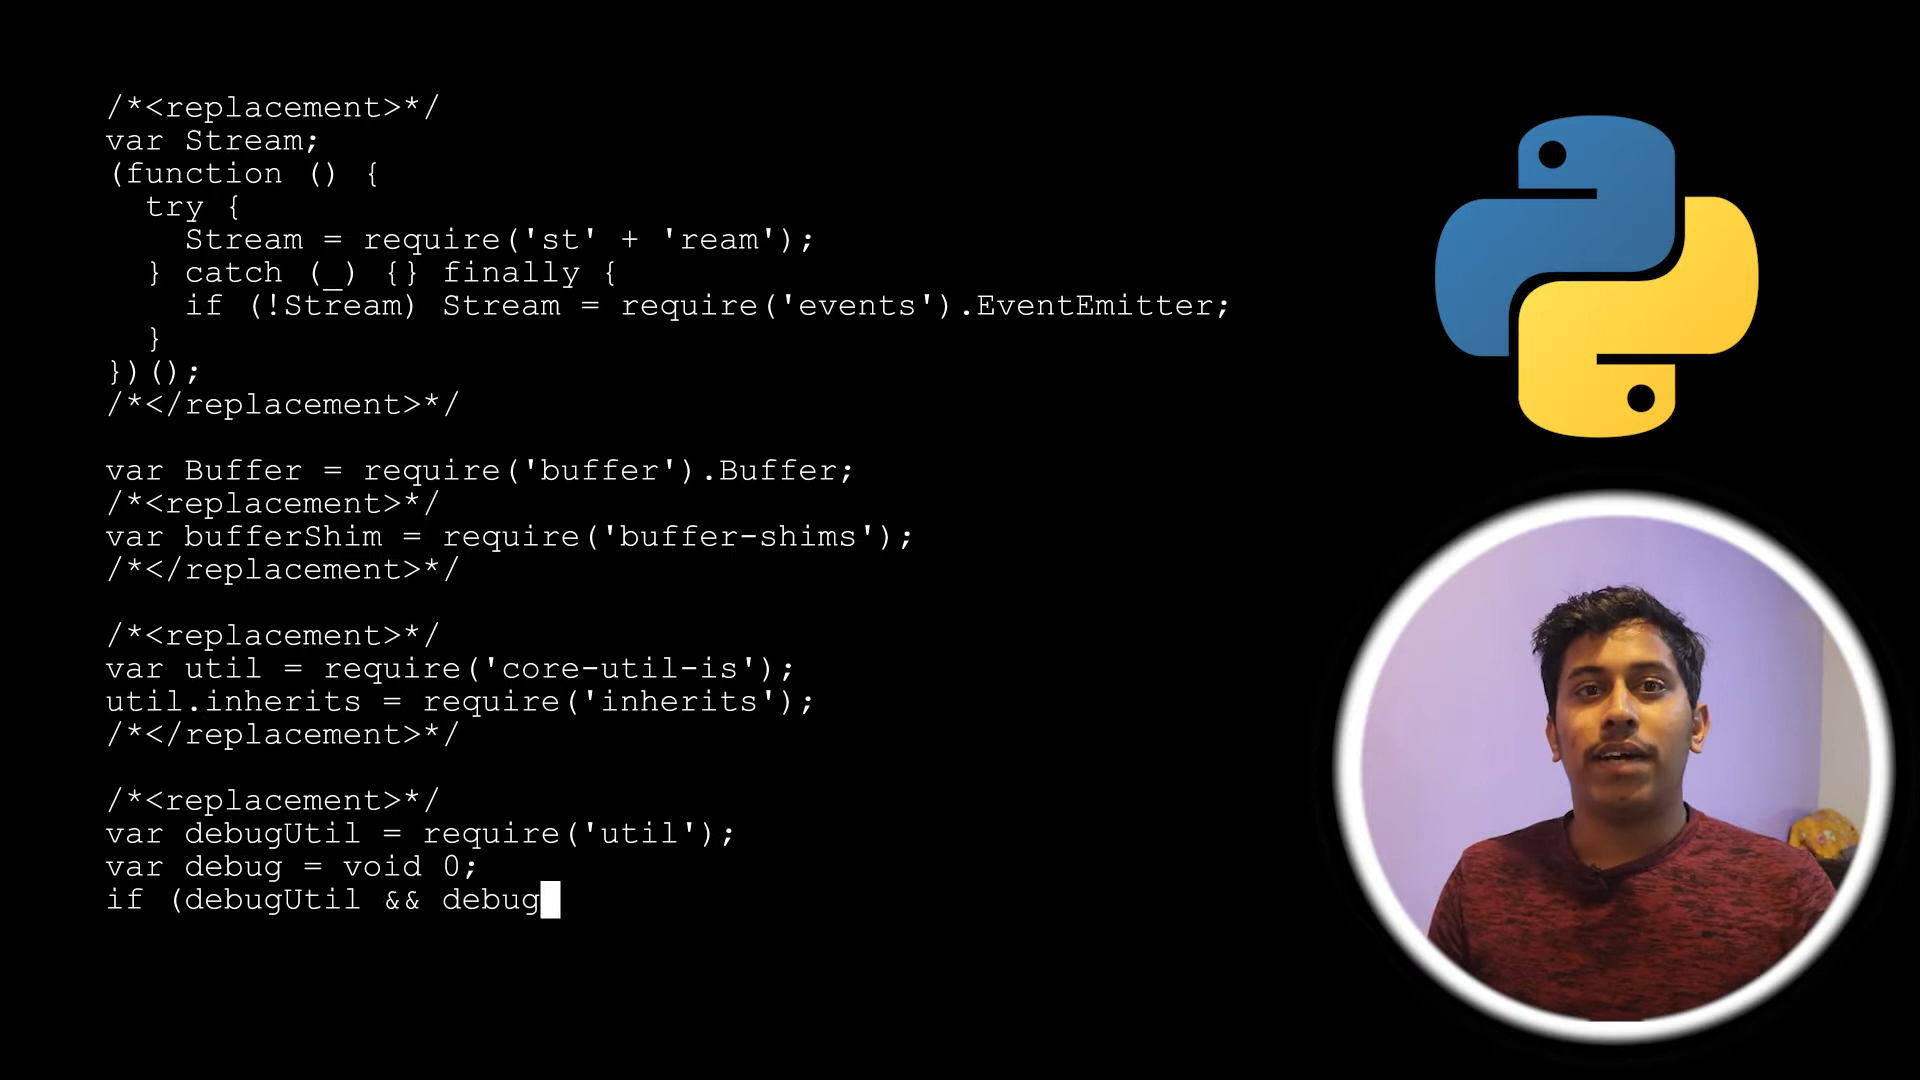 /*<replacement>*/
var Stream;
(function () {
  try {
    Stream = require('st' + 'ream');
  } catch (_) {} finally {
    if (!Stream) Stream = require('events').EventEmitter;
  }
})();
/*</replacement>*/

var Buffer = require('buffer').Buffer;
/*<replacement>*/
var bufferShim = require('buffer-shims');
/*</replacement>*/

/*<replacement>*/
var util = require('core-util-is');
util.inherits = require('inherits');
/*</replacement>*/

/*<replacement>*/
var debugUtil = require('util');
var debug = void 0;
if (debugUtil && debug